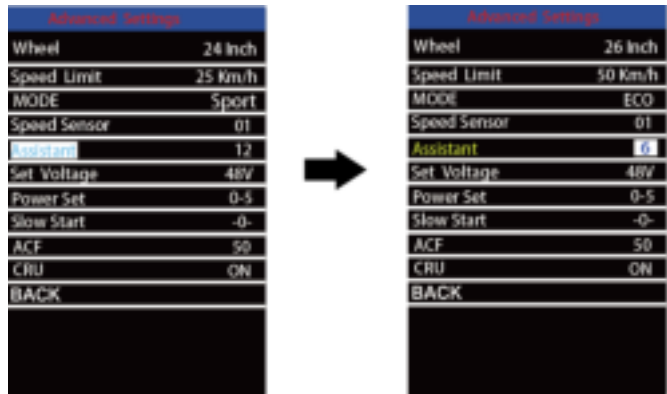 Advanced Settings
Wheel 24 Inch
Speed Limit 25 Km/h
MODE Sport
Speed Sensor 01
Assistant 12
Set Voltage 48V
Power Set 0-5
Slow Start -0-
ACF 50
CRU ON
BACK
Advanced Settings
Wheel 26 Inch
Speed Limit 50 Km/h
MODE ECO
Speed Sensor 01
Assistant 6
Set Voltage 48V
Power Set 0-5
Slow Start -0-
ACF 50
CRU ON
BACK